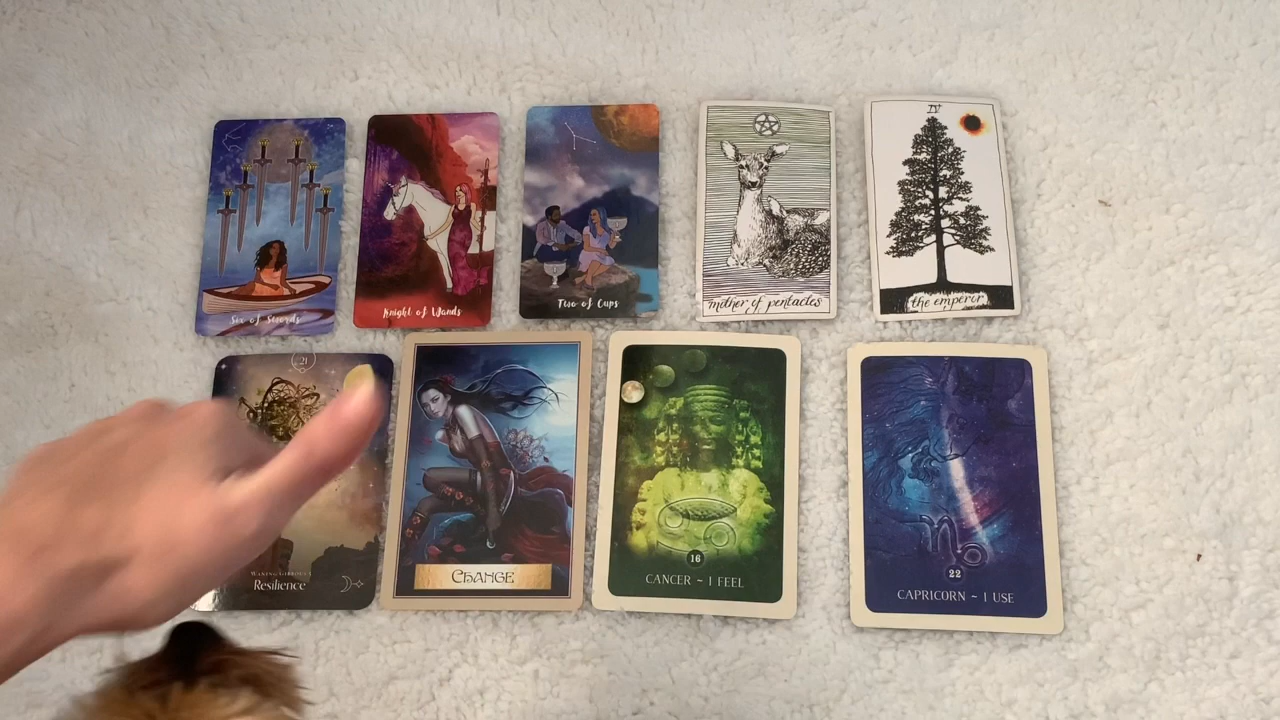 Six of Swords
Knight of Wands
Two of Cups
mother of pentacles
IV
the emperor
21
Resilience
CHANGE
16
CANCER ~ I FEEL
22
CAPRICORN ~ I USE